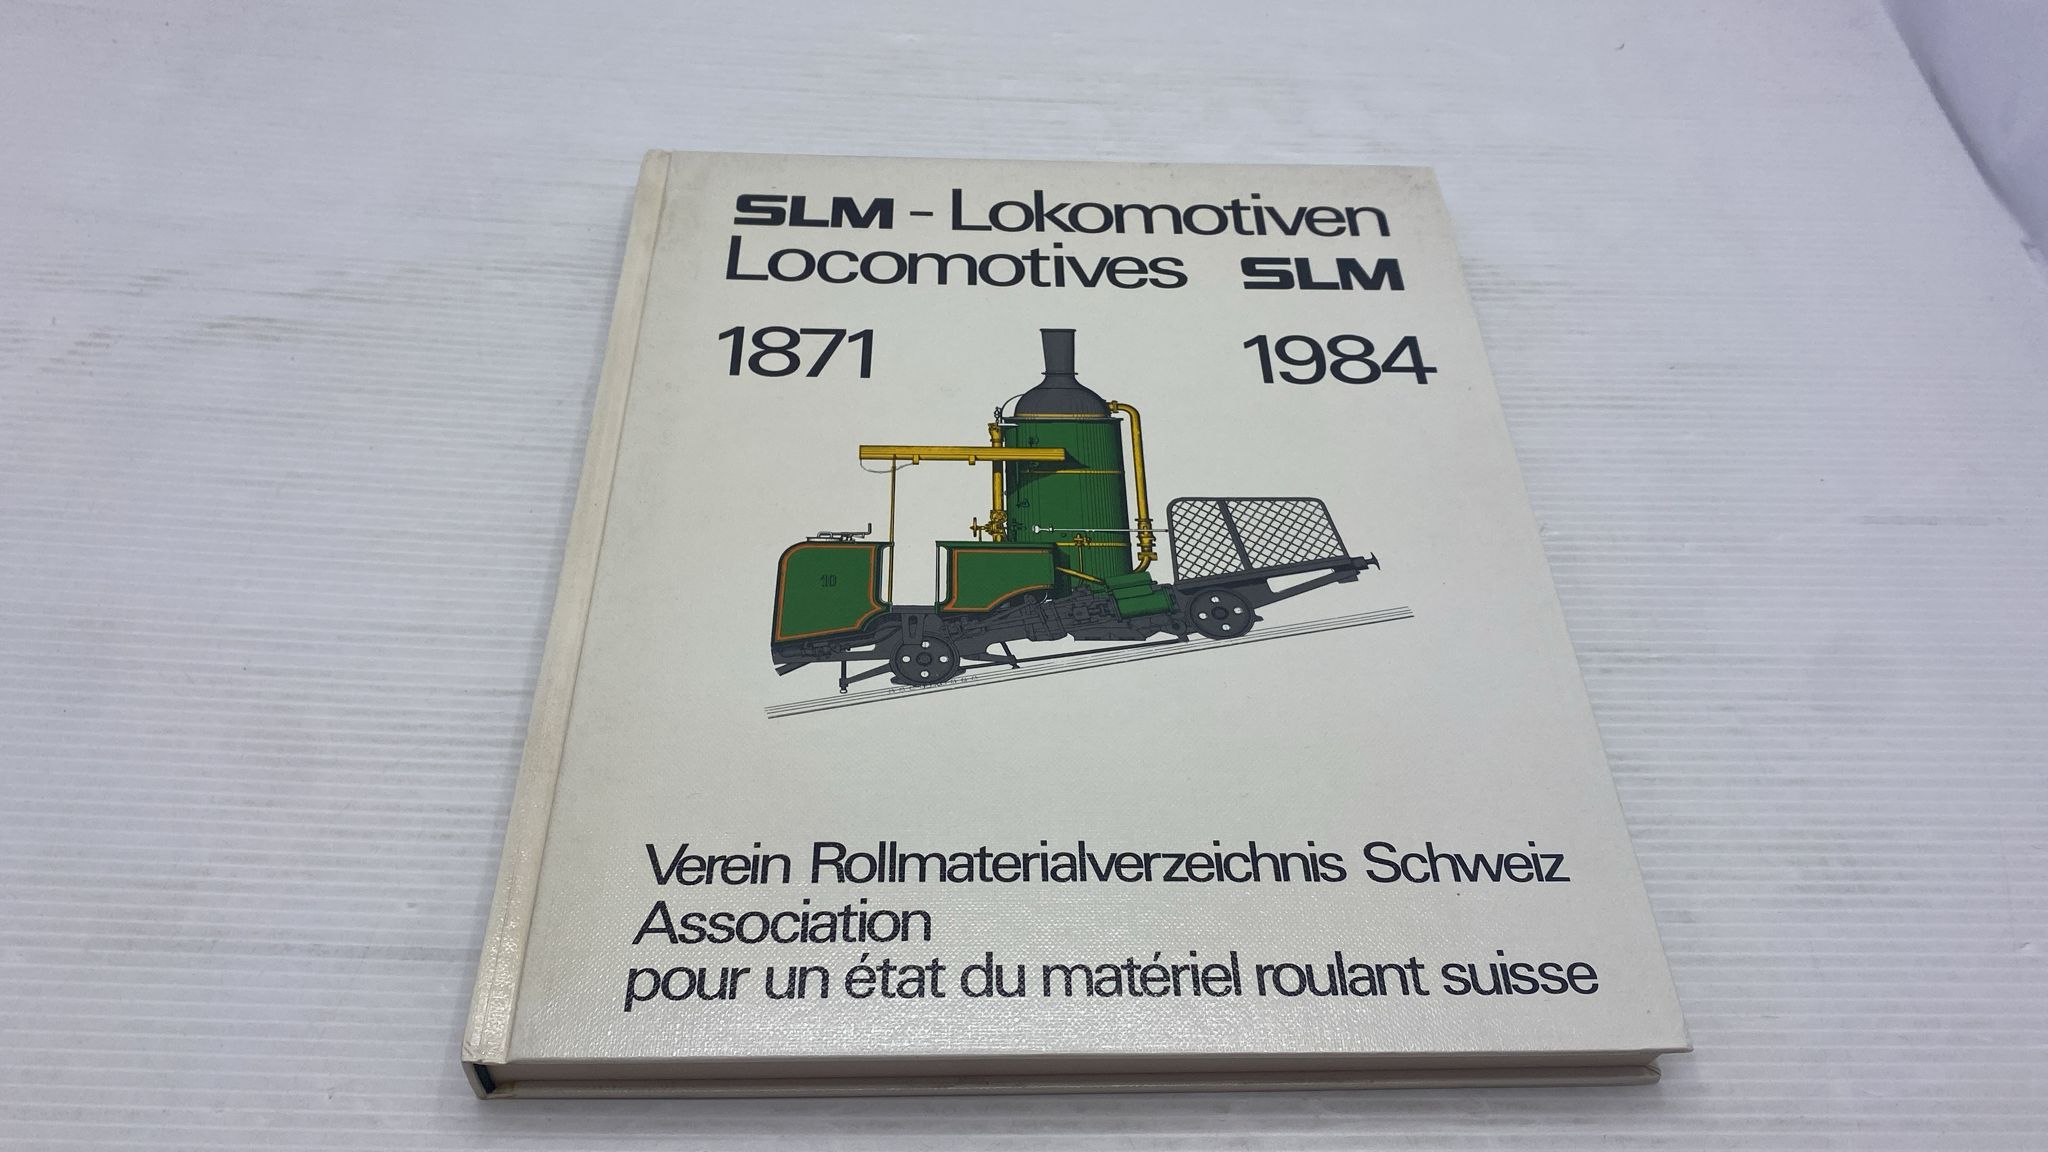 SLM - Lokomotiven
Locomotives SLM
1871 1984
10
Verein Rollmaterialverzeichnis Schweiz
Association
pour un état du matériel roulant suisse